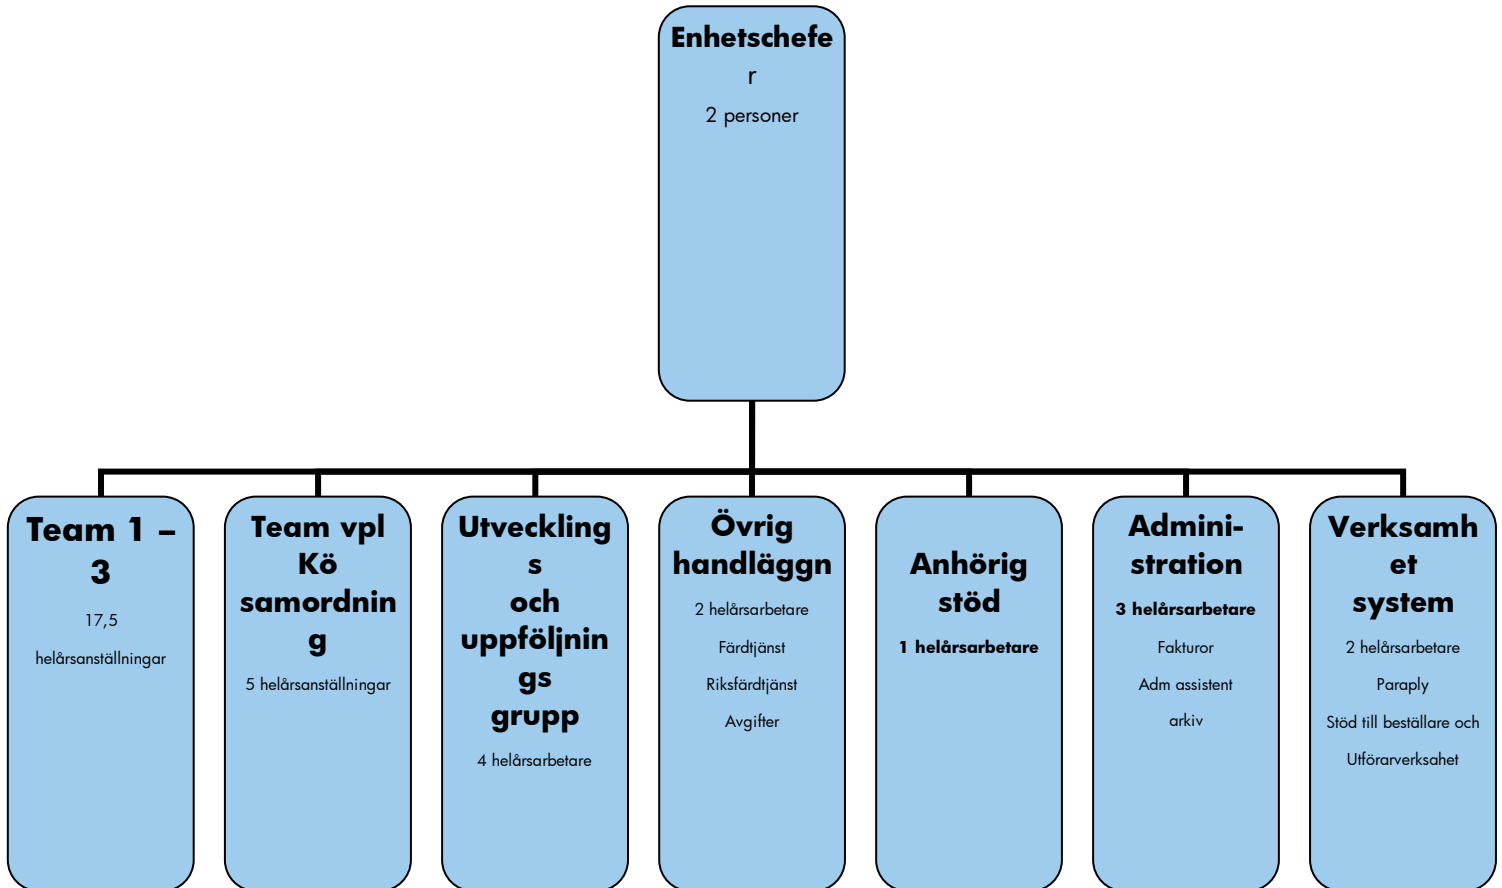 Enhetschefe
r
2 personer
Team 1 –
3
17,5
helårsanställningar
Team vpl
Kö
samordnin
g
5 helårsanställningar
Utveckling
s
och
uppföljnin
gs
grupp
4 helårsarbetare
Övrig
handläggn
2 helårsarbetare
Färdtjänst
Riksfärdtjänst
Avgifter
Anhörig
stöd
1 helårsarbetare
Admini-
stration
3 helårsarbetare
Fakturor
Adm assistent
arkiv
Verksamh
et
system
2 helårsarbetare
Paraply
Stöd till beställare och
Utförarverksahet